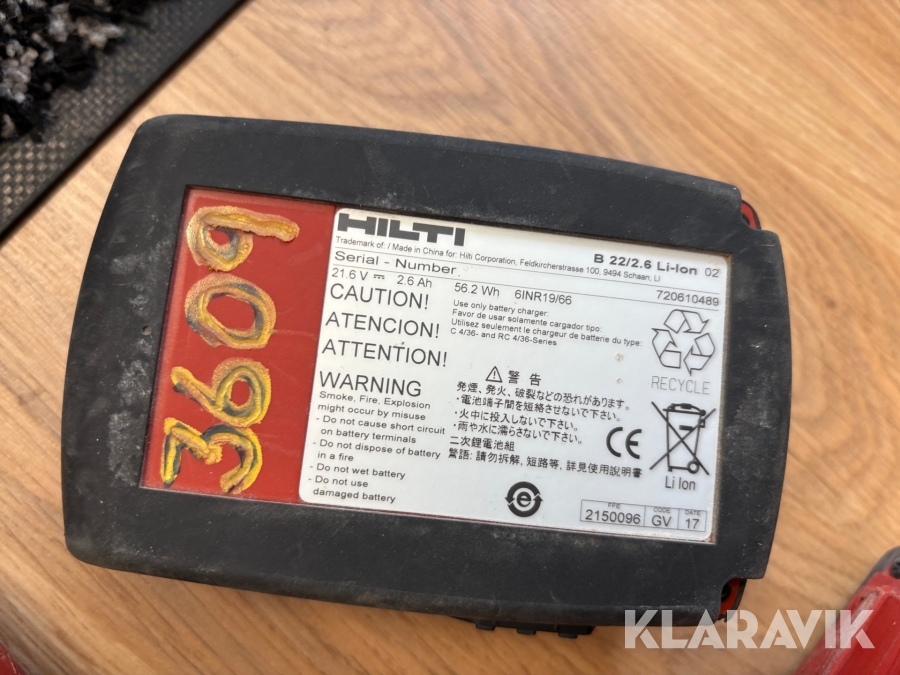 3609
HILTI
B 22/2.6 Li-Ion 02
Trademark of: / Made in China for: Hilti Corporation, Feldkircherstrasse 100, 9494 Schaan, LI
Serial - Number.
720610489
21.6 V ⎓ 2.6 Ah 56.2 Wh 6INR19/66
CAUTION!
ATENCION!
ATTENTION!
Use only battery charger:
Favor de usar solamente cargador tipo:
Utilisez seulement le chargeur de batterie du type:
C 4/36- and RC 4/36-Series
RECYCLE
WARNING
Smoke, Fire, Explosion
might occur by misuse
- Do not cause short circuit
on battery terminals
- Do not dispose of battery
in a fire
- Do not wet battery
- Do not use
damaged battery
⚠ 警告
発煙、発火、破裂などの恐れがあります。
・電池端子間を短絡させないで下さい。
・火中に投入しないで下さい。
・雨や水に濡らさないで下さい。
二次鋰電池組
警語: 請勿拆解, 短路等, 詳見使用說明書
CE
Li Ion
e
PPE CODE DATE
2150096 GV 17
KLARAVIK